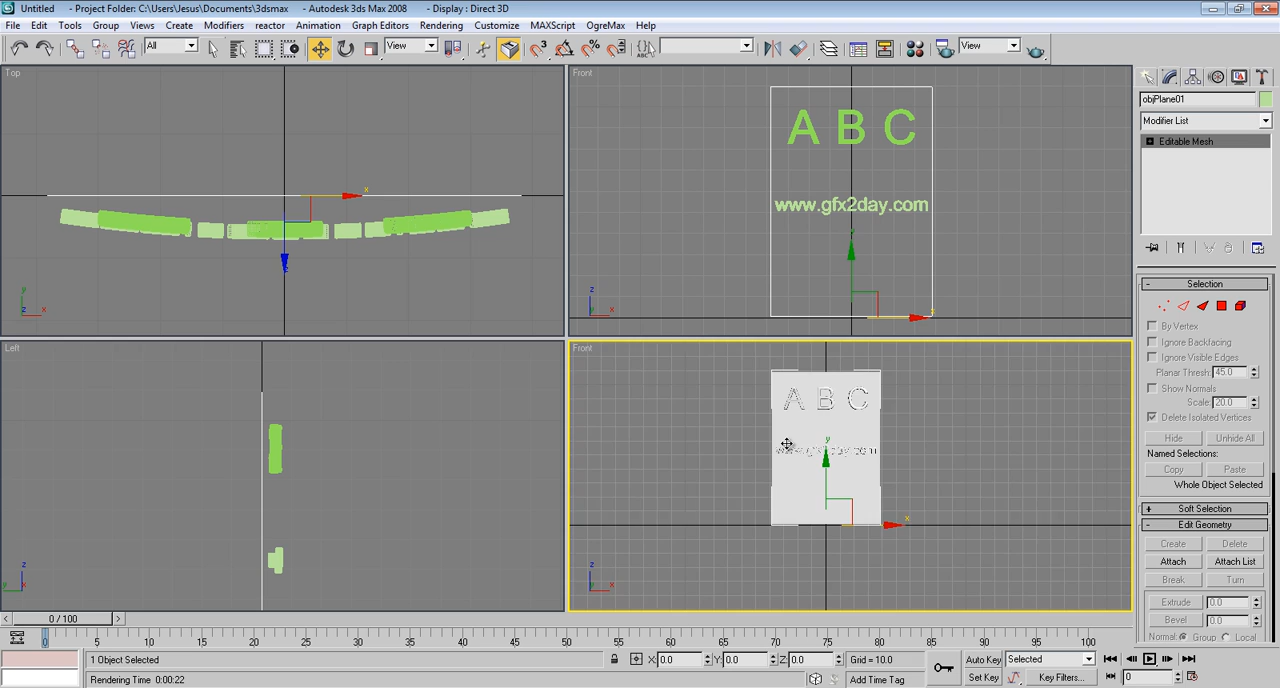 Untitled - Project Folder: C:\Users\Jesus\Documents\3dsmax - Autodesk 3ds Max 2008 - Display : Direct 3D
File Edit Tools Group Views Create Modifiers reactor Animation Graph Editors Rendering Customize MAXScript OgreMax Help
All View View
Top
Front
A B C
www.gfx2day.com
Left
Front
A B C
objPlane01
Modifier List
Editable Mesh
Selection
By Vertex
Ignore Backfacing
Ignore Visible Edges
Planar Thresh: 45.0
Show Normals
Scale: 20.0
Delete Isolated Vertices
Hide Unhide All
Named Selections:
Copy Paste
Whole Object Selected
Soft Selection
Edit Geometry
Create Delete
Attach Attach List
Break Turn
Extrude 0.0
Bevel 0.0
Normal: Group Local
0 / 100
0 5 10 15 20 25 30 35 40 45 50 55 60 65 70 75 80 85 90 95 100
1 Object Selected X: 0.0 Y: 0.0 Z: 0.0 Grid = 10.0 Auto Key Selected
Rendering Time 0:00:22 Add Time Tag Set Key Key Filters... 0